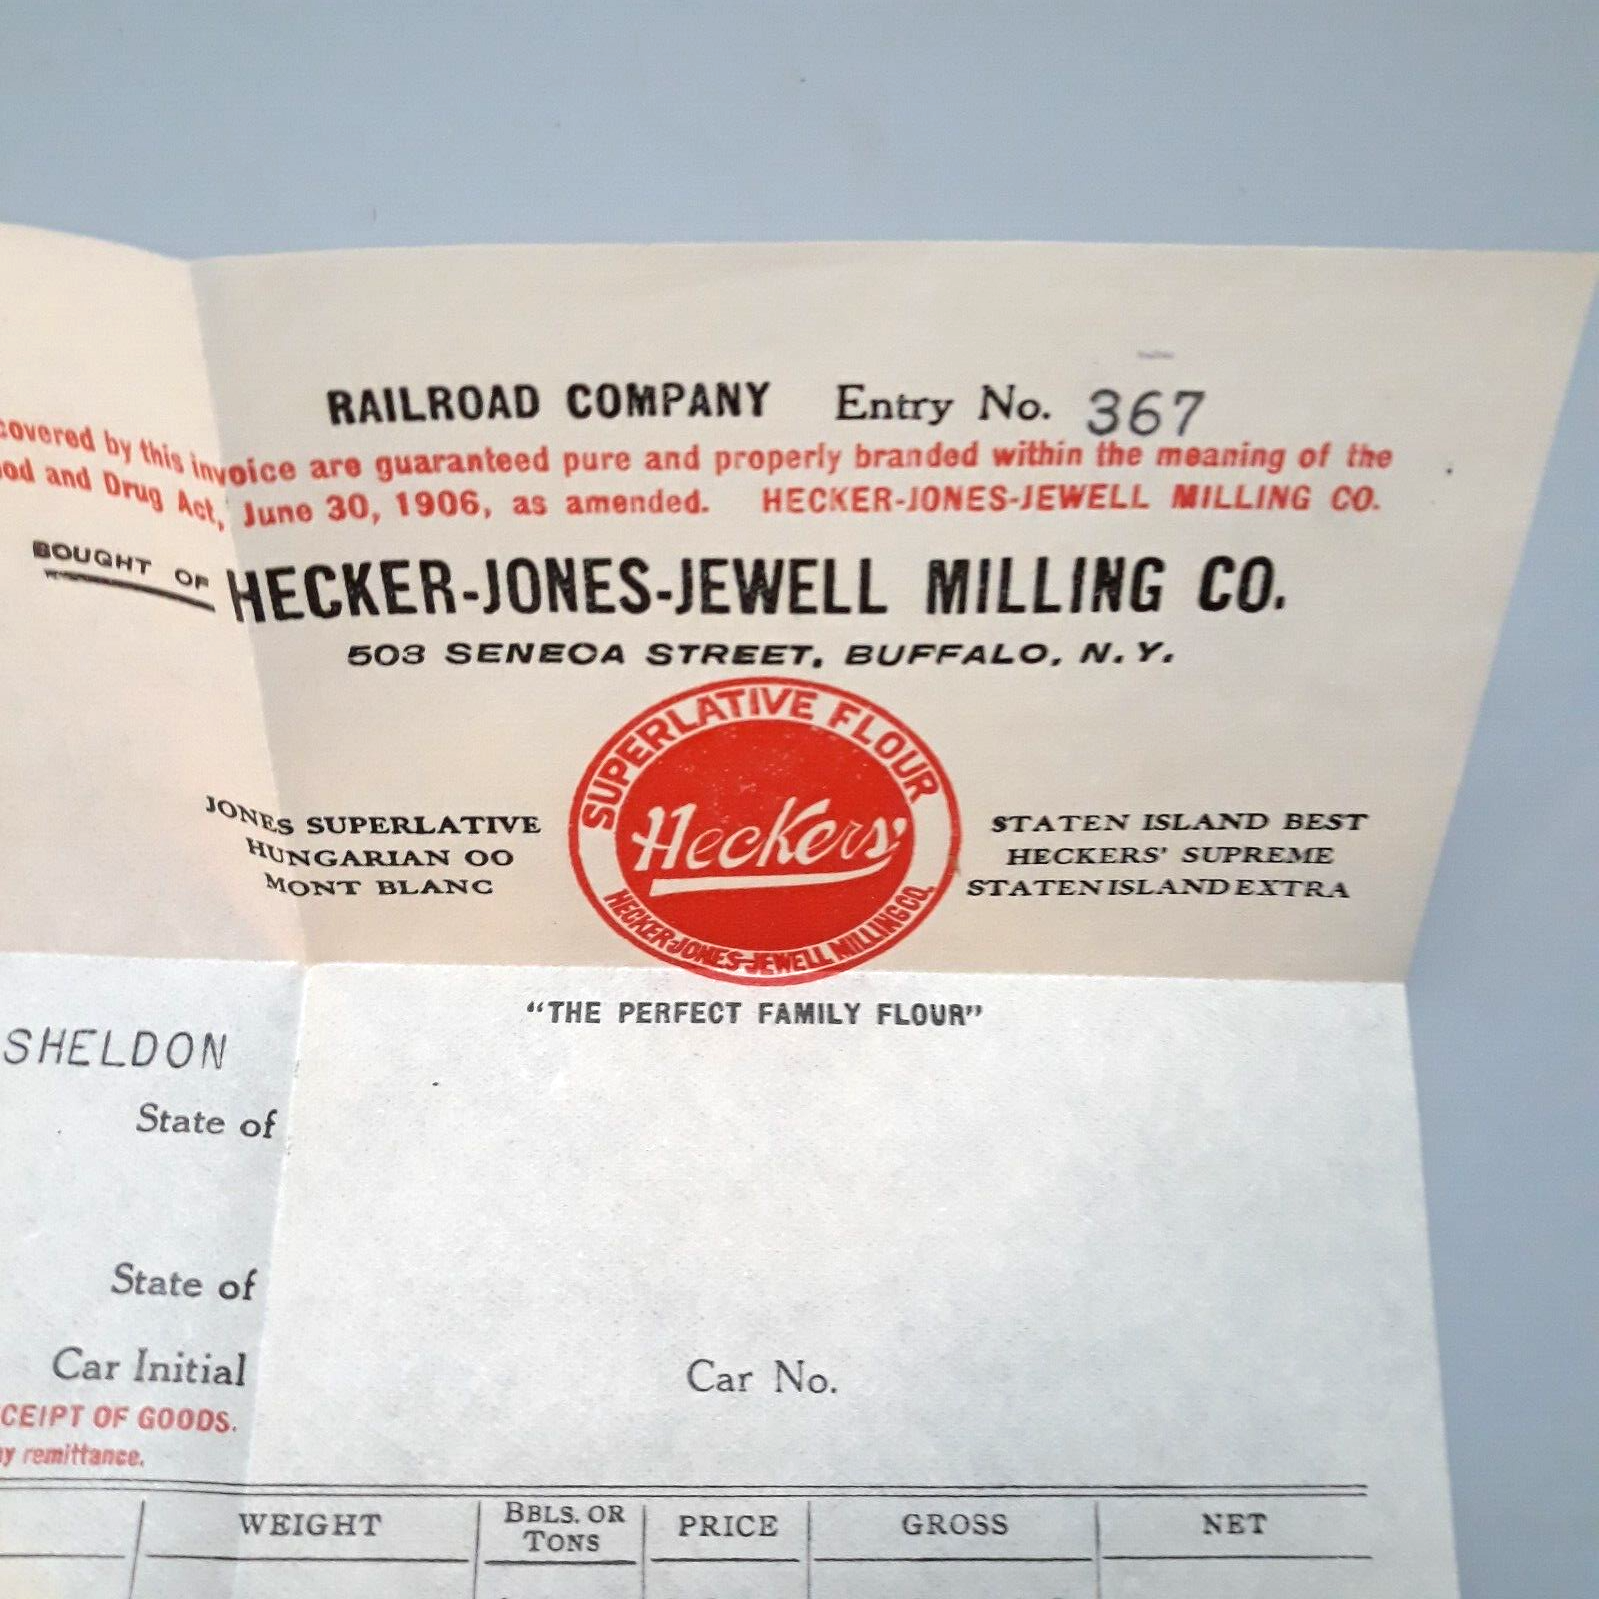 RAILROAD COMPANY Entry No. 367
covered by this invoice are guaranteed pure and properly branded within the meaning of the
and Drug Act, June 30, 1906, as amended. HECKER-JONES-JEWELL MILLING CO.
BOUGHT OF HECKER-JONES-JEWELL MILLING CO.
503 SENECA STREET, BUFFALO, N.Y.
SUPERLATIVE FLOUR
Heckers'
HECKER-JONES-JEWELL MILLING CO.
JONES SUPERLATIVE
HUNGARIAN OO
MONT BLANC
STATEN ISLAND BEST
HECKERS' SUPREME
STATEN ISLAND EXTRA
"THE PERFECT FAMILY FLOUR"
SHELDON
State of
State of
Car Initial Car No.
CEIPT OF GOODS.
y remittance.
WEIGHT BBLS. OR TONS PRICE GROSS NET